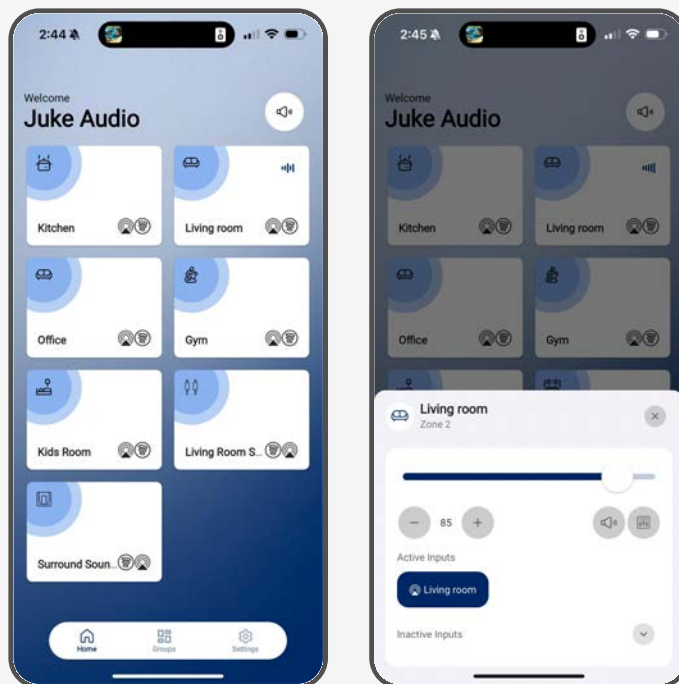 2:44
Welcome
Juke Audio
Kitchen
Living room
Office
Gym
Kids Room
Living Room S...
Surround Soun...
Home
Groups
Settings
2:45
Welcome
Juke Audio
Kitchen
Living room
Office
Gym
Living room
Zone 2
85
Active Inputs
Living room
Inactive Inputs